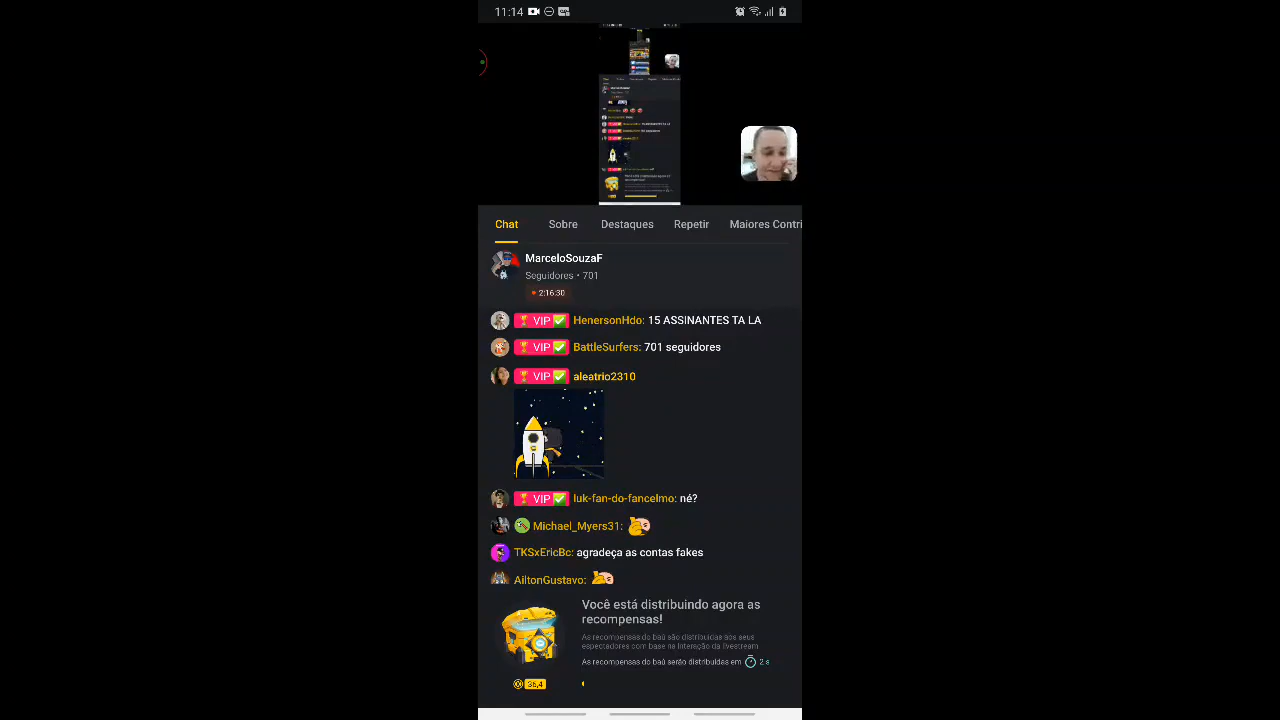 11:14
Chat Sobre Destaques Repetir Maiores Contri
MarceloSouzaF
Seguidores • 701
2:16:30
VIP HenersonHdo: 15 ASSINANTES TA LA
VIP BattleSurfers: 701 seguidores
VIP aleatrio2310
VIP luk-fan-do-fancelmo: né?
Michael_Myers31:
TKSxEricBc: agradeça as contas fakes
AiltonGustavo:
Você está distribuindo agora as
recompensas!
As recompensas do baú são distribuídas aos seus
espectadores com base na interação da livestream
As recompensas do baú serão distribuídas em 2 s
36,4